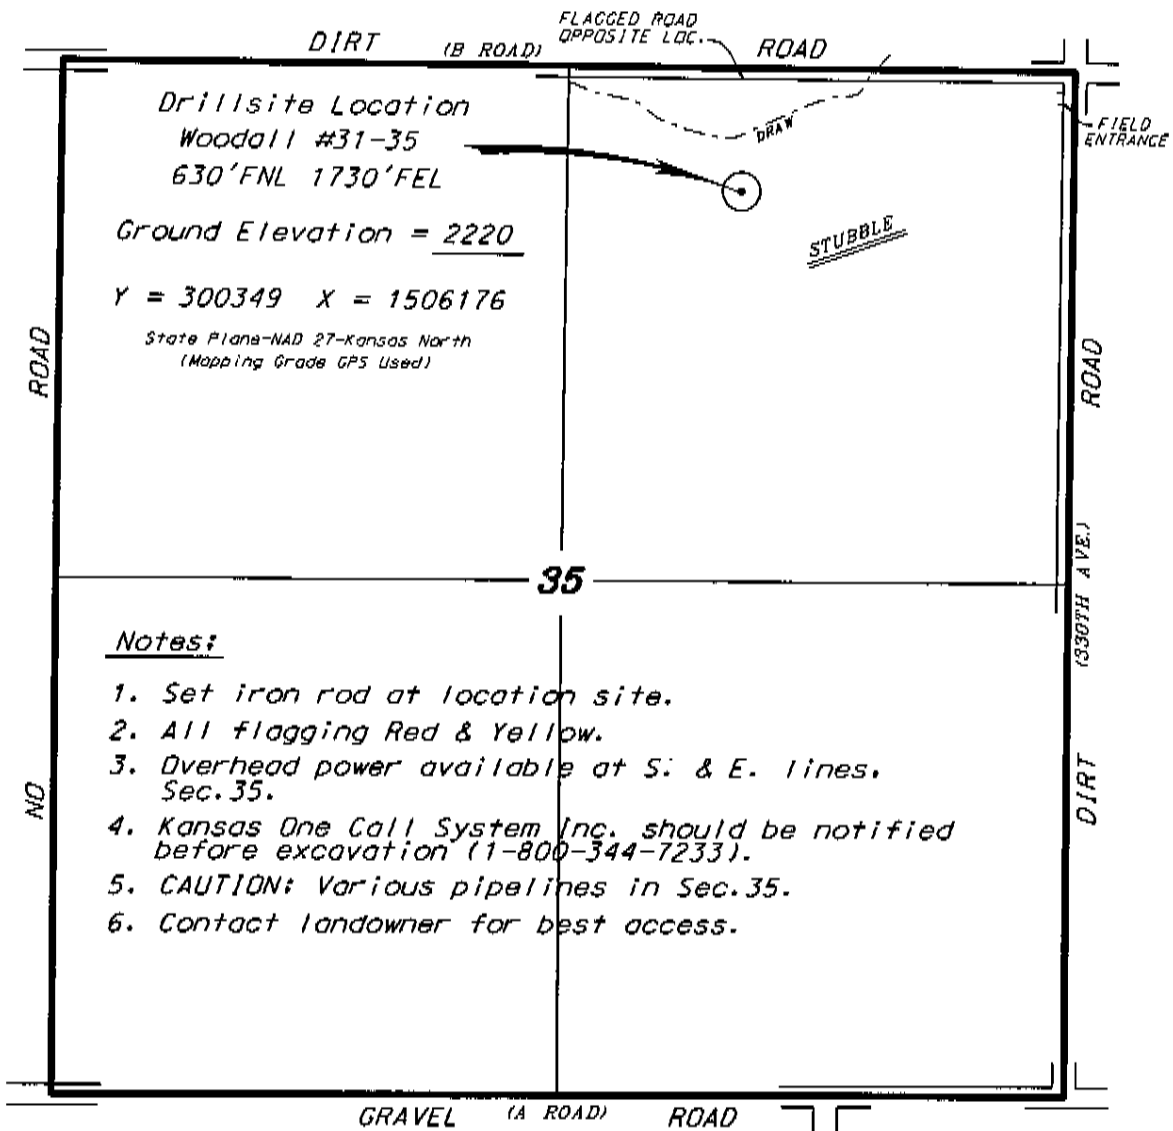 FLAGGED ROAD
OPPOSITE LOC.
DIRT (B ROAD) ROAD
Drillsite Location
Woodall #31-35
630'FNL 1730'FEL
DRAW
FIELD
ENTRANCE
Ground Elevation = 2220
STUBBLE
Y = 300349 X = 1506176
State Plane-NAD 27-Kansas North
(Mapping Grade GPS Used)
ROAD
ROAD
(330TH AVE.)
35
Notes:
1. Set iron rod at location site.
2. All flagging Red & Yellow.
3. Overhead power available at S. & E. lines.
Sec.35.
4. Kansas One Call System Inc. should be notified
before excavation (1-800-344-7233).
5. CAUTION: Various pipelines in Sec.35.
6. Contact landowner for best access.
NO
DIRT
GRAVEL (A ROAD) ROAD